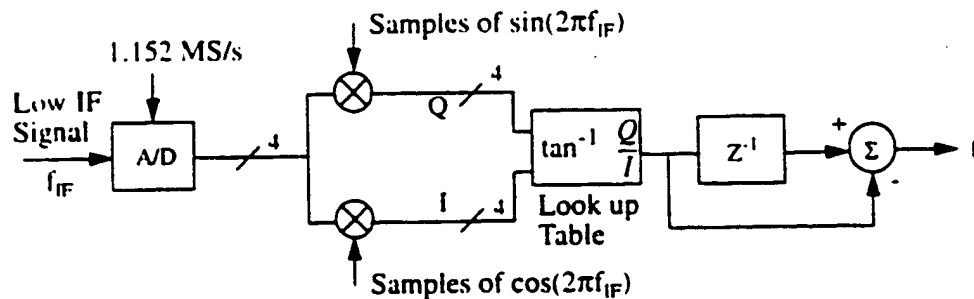 Samples of sin(2πf_IF)
1.152 MS/s
4
Q
Low IF
Signal
f_IF
A/D
4
tan⁻¹ Q/I
Z⁻¹
+
Σ
-
f
I
4
Look up
Table
Samples of cos(2πf_IF)